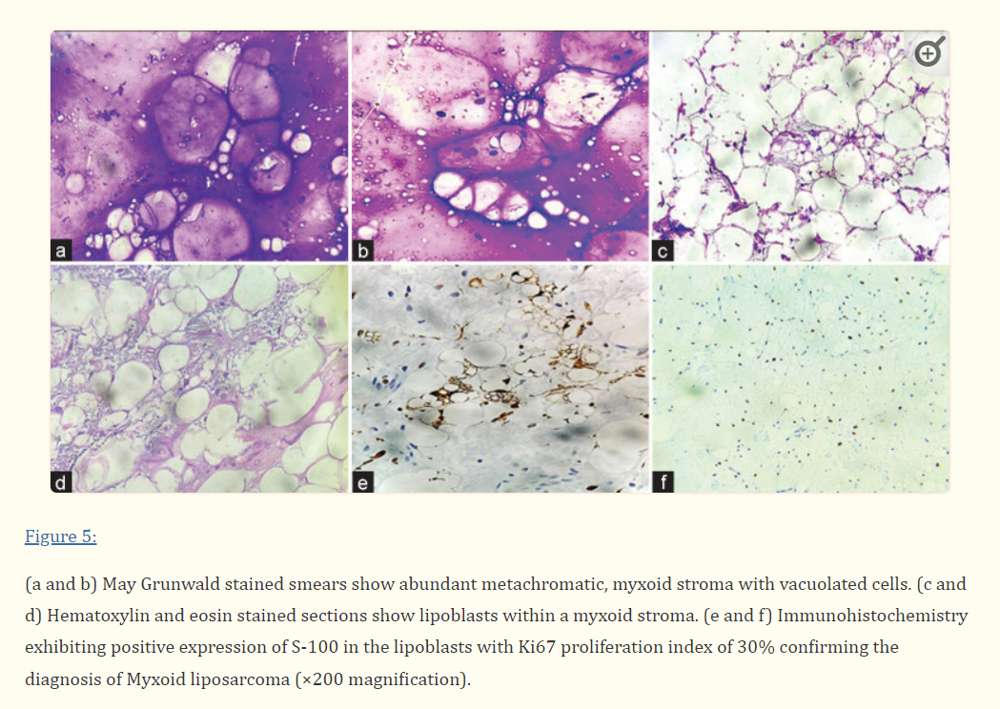 a
b
c
d
e
f
Figure 5:
(a and b) May Grunwald stained smears show abundant metachromatic, myxoid stroma with vacuolated cells. (c and
d) Hematoxylin and eosin stained sections show lipoblasts within a myxoid stroma. (e and f) Immunohistochemistry
exhibiting positive expression of S-100 in the lipoblasts with Ki67 proliferation index of 30% confirming the
diagnosis of Myxoid liposarcoma (×200 magnification).